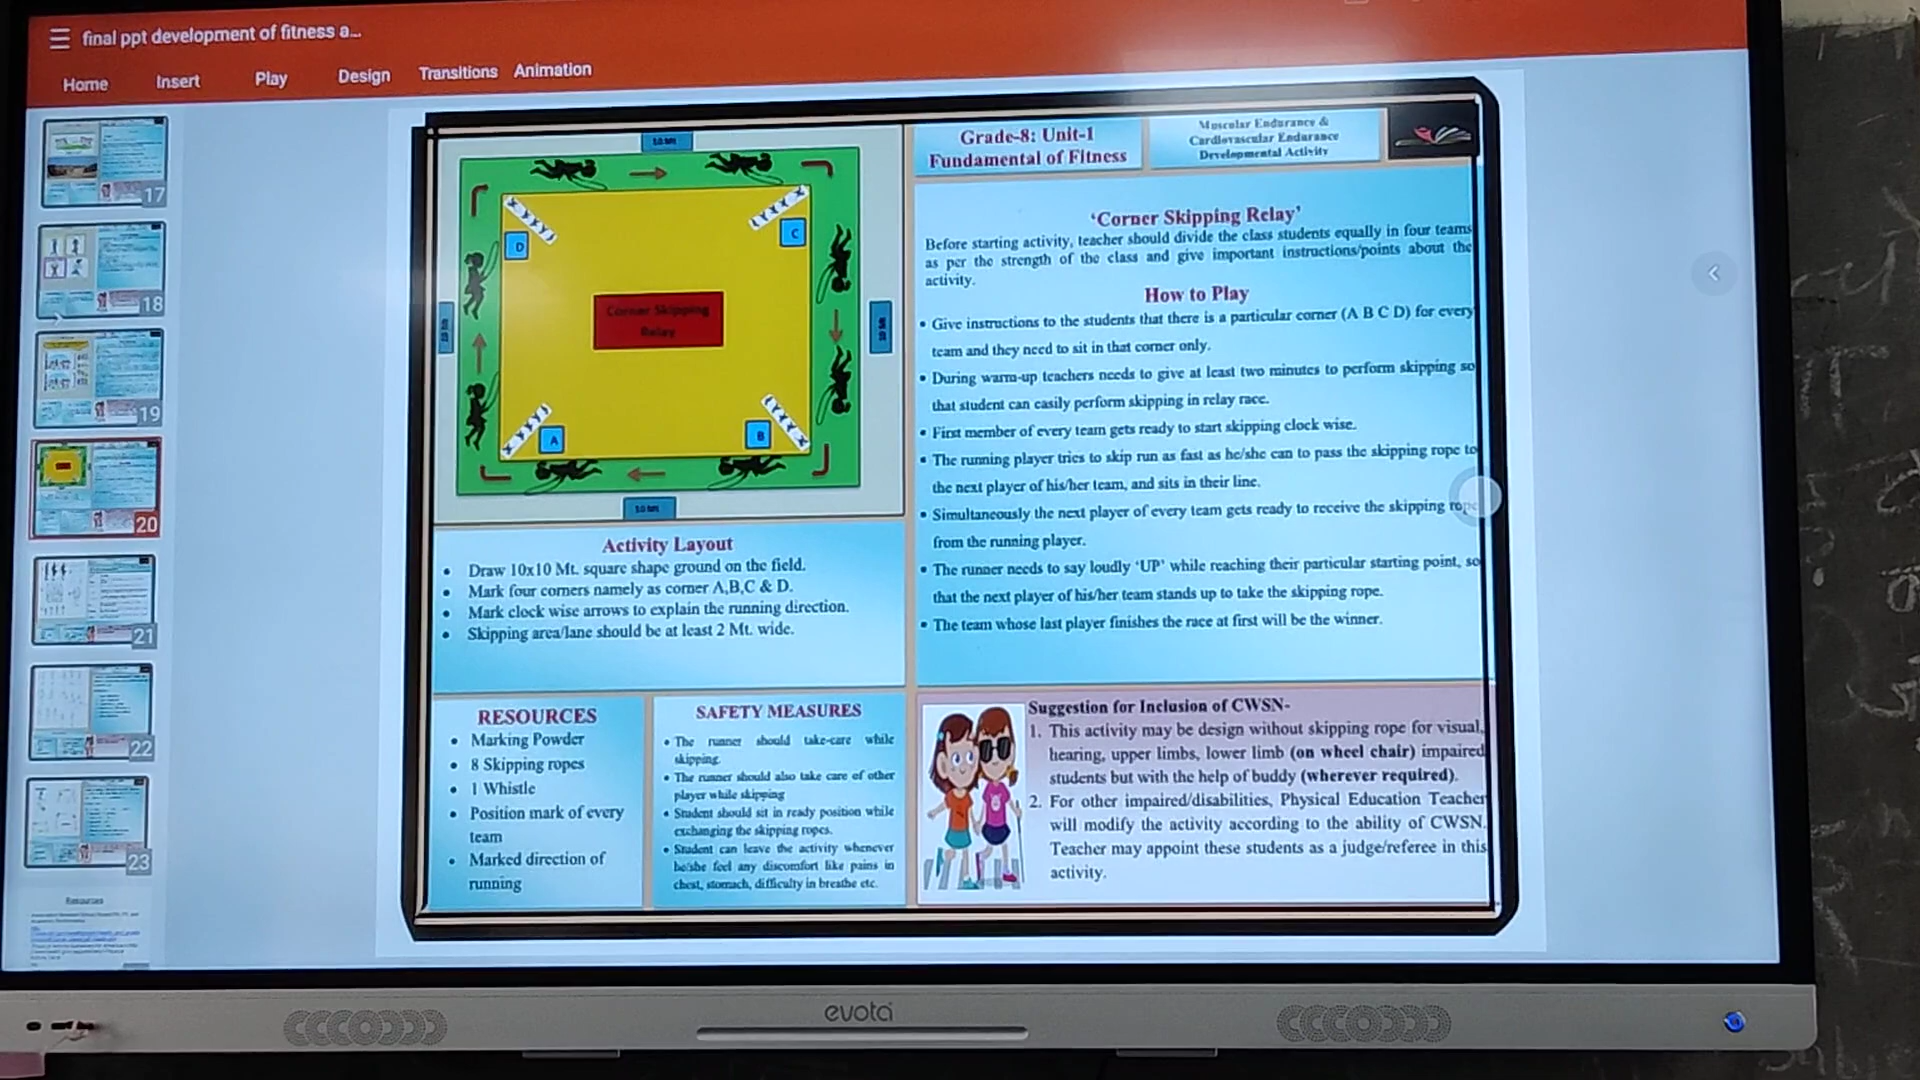 final ppt development of fitness a...
Home Insert Play Design Transitions Animation
17
18
19
20
21
22
23
Resources
10 Mt
D
C
Corner Skipping
Relay
A
B
10 Mt
Grade-8: Unit-1
Fundamental of Fitness
Muscular Endurance &
Cardiovascular Endurance
Developmental Activity
'Corner Skipping Relay'
Before starting activity, teacher should divide the class students equally in four teams
as per the strength of the class and give important instructions/points about the
activity.
How to Play
• Give instructions to the students that there is a particular corner (A B C D) for every
team and they need to sit in that corner only.
• During warm-up teachers needs to give at least two minutes to perform skipping so
that student can easily perform skipping in relay race.
• First member of every team gets ready to start skipping clock wise.
• The running player tries to skip run as fast as he/she can to pass the skipping rope to
the next player of his/her team, and sits in their line.
• Simultaneously the next player of every team gets ready to receive the skipping rope
from the running player.
• The runner needs to say loudly 'UP' while reaching their particular starting point, so
that the next player of his/her team stands up to take the skipping rope.
• The team whose last player finishes the race at first will be the winner.
Activity Layout
• Draw 10x10 Mt. square shape ground on the field.
• Mark four corners namely as corner A,B,C & D.
• Mark clock wise arrows to explain the running direction.
• Skipping area/lane should be at least 2 Mt. wide.
RESOURCES
• Marking Powder
• 8 Skipping ropes
• 1 Whistle
• Position mark of every
team
• Marked direction of
running
SAFETY MEASURES
• The runner should take-care while
skipping.
• The runner should also take care of other
player while skipping
• Student should sit in ready position while
exchanging the skipping ropes.
• Student can leave the activity whenever
he/she feel any discomfort like pains in
chest, stomach, difficulty in breathe etc.
Suggestion for Inclusion of CWSN-
1. This activity may be design without skipping rope for visual,
hearing, upper limbs, lower limb (on wheel chair) impaired
students but with the help of buddy (wherever required).
2. For other impaired/disabilities, Physical Education Teacher
will modify the activity according to the ability of CWSN.
Teacher may appoint these students as a judge/referee in this
activity.
evota